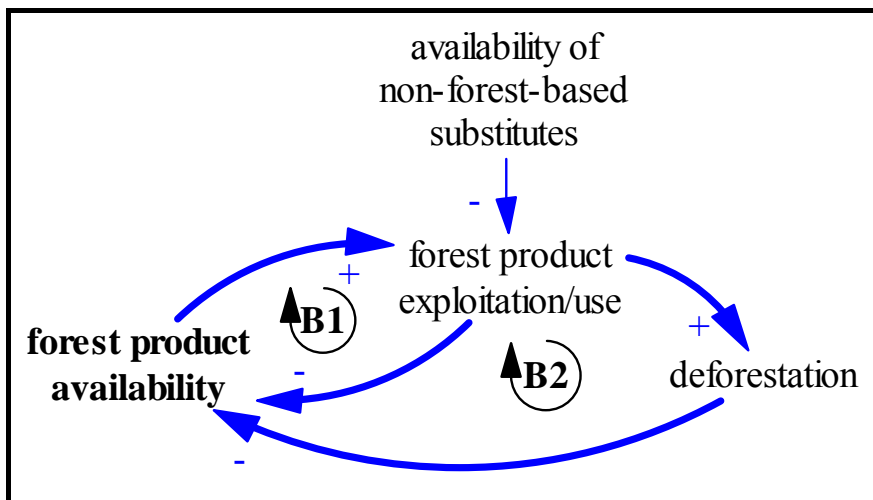 availability of
non-forest-based
substitutes
-
forest product
exploitation/use
+
B1
+
forest product
availability
-
B2
deforestation
-